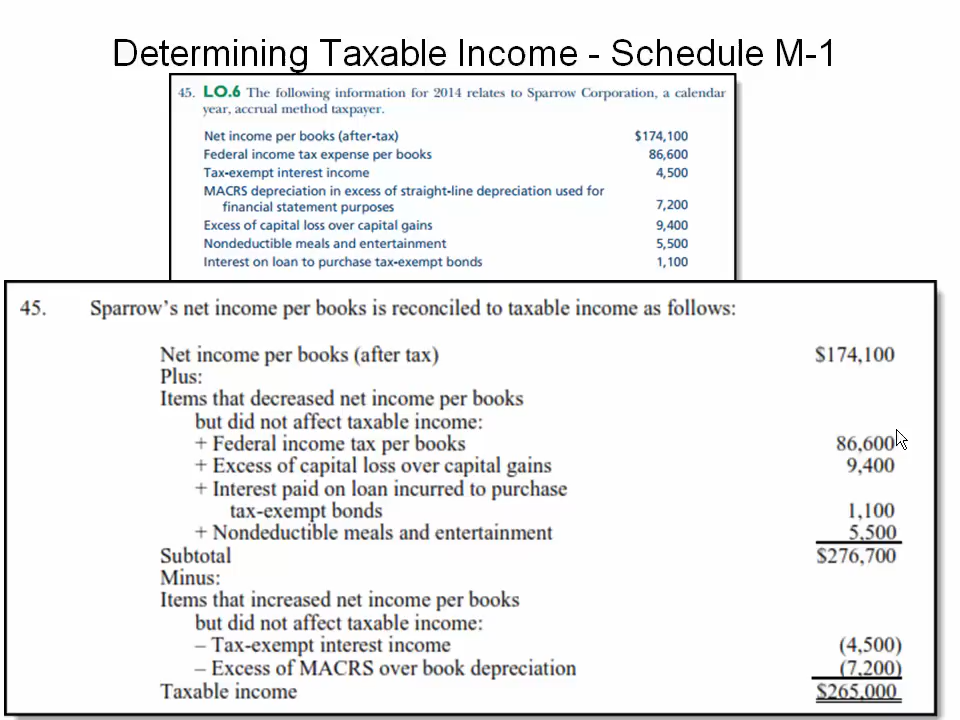 Determining Taxable Income - Schedule M-1
45. LO.6 The following information for 2014 relates to Sparrow Corporation, a calendar
year, accrual method taxpayer.
Net income per books (after-tax) $174,100
Federal income tax expense per books 86,600
Tax-exempt interest income 4,500
MACRS depreciation in excess of straight-line depreciation used for
financial statement purposes 7,200
Excess of capital loss over capital gains 9,400
Nondeductible meals and entertainment 5,500
Interest on loan to purchase tax-exempt bonds 1,100
45. Sparrow's net income per books is reconciled to taxable income as follows:
Net income per books (after tax) $174,100
Plus:
Items that decreased net income per books
but did not affect taxable income:
+ Federal income tax per books 86,600
+ Excess of capital loss over capital gains 9,400
+ Interest paid on loan incurred to purchase
tax-exempt bonds 1,100
+ Nondeductible meals and entertainment 5,500
Subtotal $276,700
Minus:
Items that increased net income per books
but did not affect taxable income:
– Tax-exempt interest income (4,500)
– Excess of MACRS over book depreciation (7,200)
Taxable income $265,000